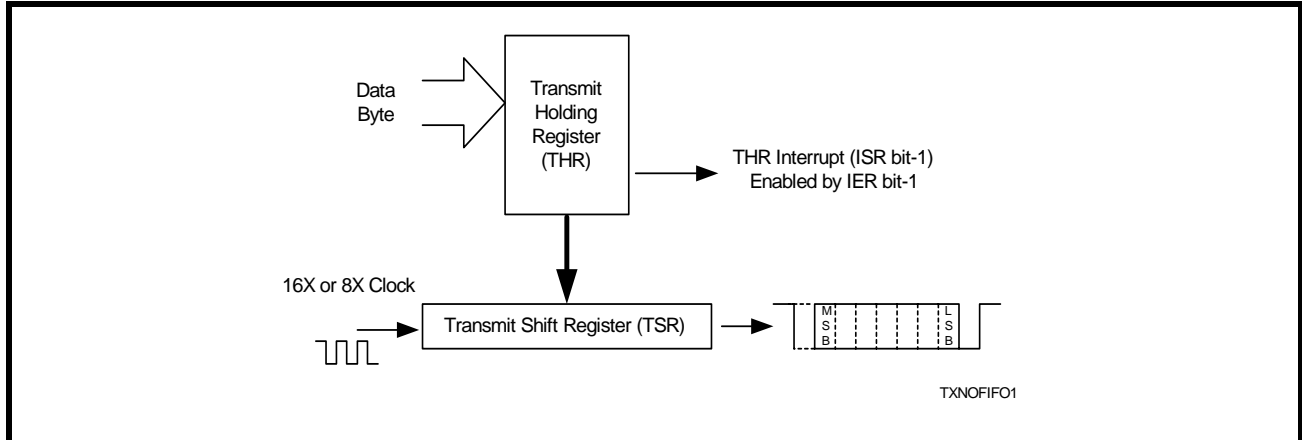 Data
Byte
Transmit
Holding
Register
(THR)
THR Interrupt (ISR bit-1)
Enabled by IER bit-1
16X or 8X Clock
Transmit Shift Register (TSR)
M
S
B
L
S
B
TXNOFIFO1